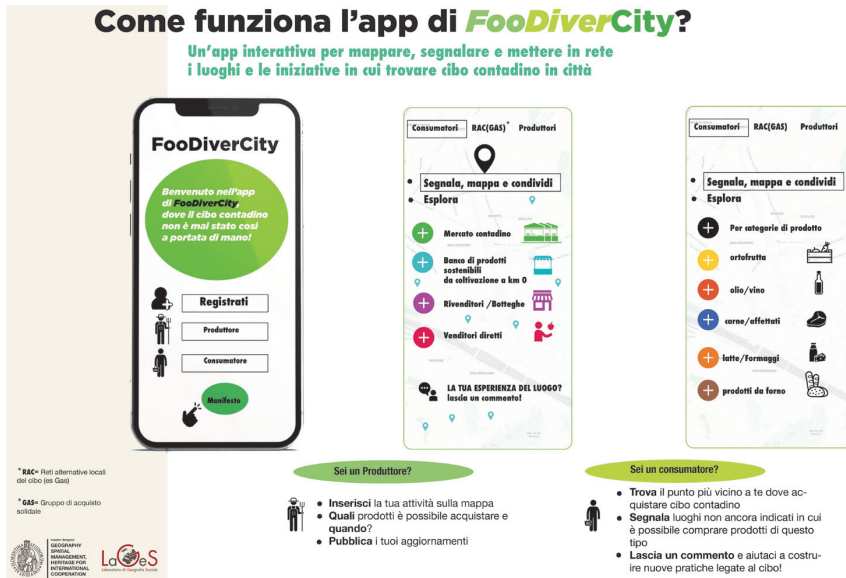 Come funziona l'app di FooDiverCity?
Un'app interattiva per mappare, segnalare e mettere in rete
i luoghi e le iniziative in cui trovare cibo contadino in città
FooDiverCity
Benvenuto nell'app
di FooDiverCity,
dove il cibo contadino
non è mai stato così
a portata di mano!
Registrati
Produttore
Consumatore
Manifesto
Consumatori RAC(GAS)* Produttori
Segnala, mappa e condividi
Esplora
Mercato contadino
Banco di prodotti
sostenibili
da coltivazione a km 0
Rivenditori /Botteghe
Venditori diretti
LA TUA ESPERIENZA DEL LUOGO?
lascia un commento!
Consumatori RAC(GAS) Produttori
Segnala, mappa e condividi
Esplora
Per categorie di prodotto
ortofrutta
olio/vino
carne/affettati
latte/Formaggi
prodotti da forno
* RAC= Reti alternative locali
del cibo (es Gas)
* GAS= Gruppo di acquisto
solidale
GEOGRAPHY
SPATIAL
MANAGEMENT,
HERITAGE FOR
INTERNATIONAL
COOPERATION
LaGeS
Laboratorio di Geografia Sociale
Sei un Produttore?
• Inserisci la tua attività sulla mappa
• Quali prodotti è possibile acquistare e
quando?
• Pubblica i tuoi aggiornamenti
Sei un consumatore?
• Trova il punto più vicino a te dove ac-
quistare cibo contadino
• Segnala luoghi non ancora indicati in cui
è possibile comprare prodotti di questo
tipo
• Lascia un commento e aiutaci a costru-
ire nuove pratiche legate al cibo!